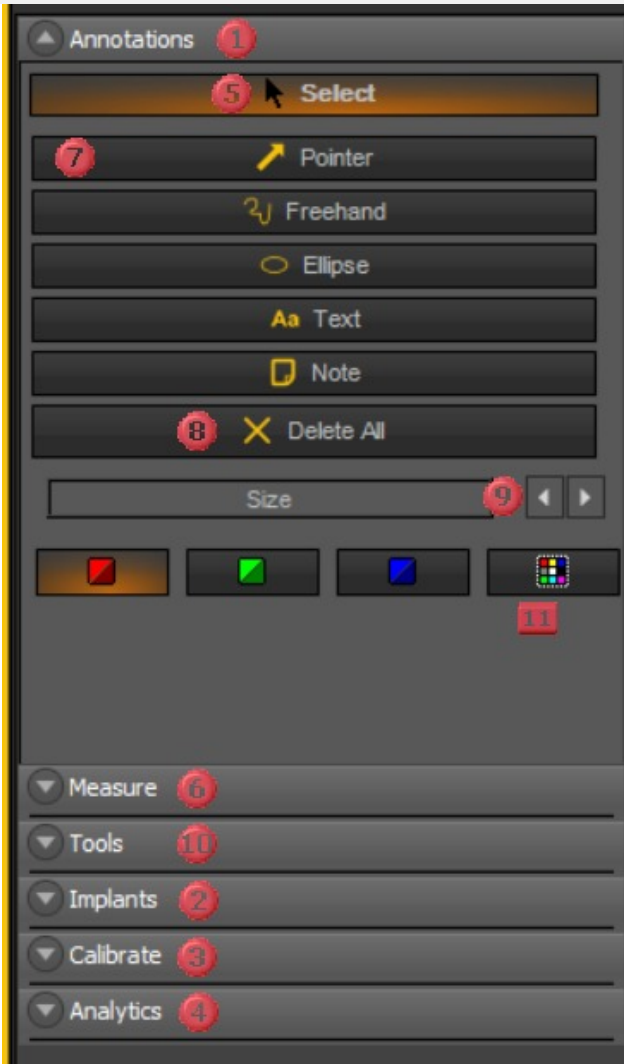 Annotations 1
5 Select
7 Pointer
Freehand
Ellipse
Aa Text
Note
8 Delete All
Size 9
11
Measure 6
Tools 10
Implants 2
Calibrate 3
Analytics 4